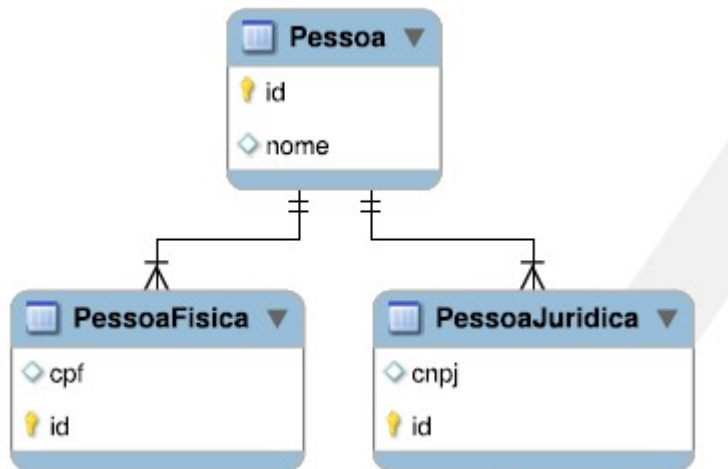 Pessoa
id
nome
PessoaFisica
cpf
id
PessoaJuridica
cnpj
id